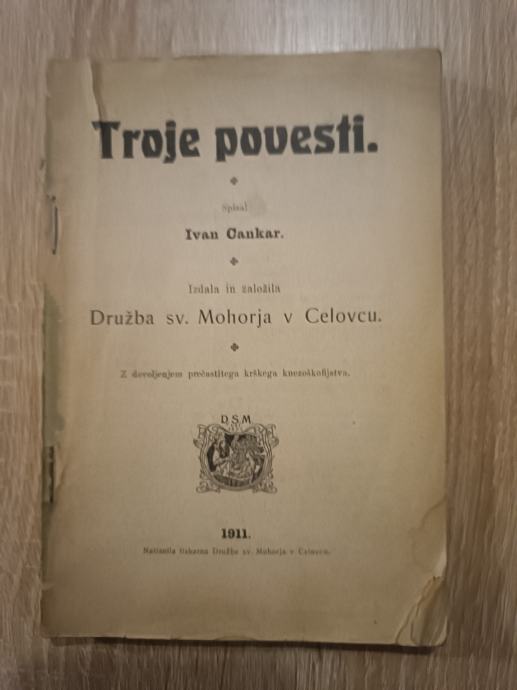 Troje povesti.
Spisal
Ivan Cankar.
Izdala in založila
Družba sv. Mohorja v Celovcu.
Z dovoljenjem prečastitega krškega knezoškofijstva.
D.S.M
1911.
Natisnila tiskarna Družbe sv. Mohorja v Celovcu.